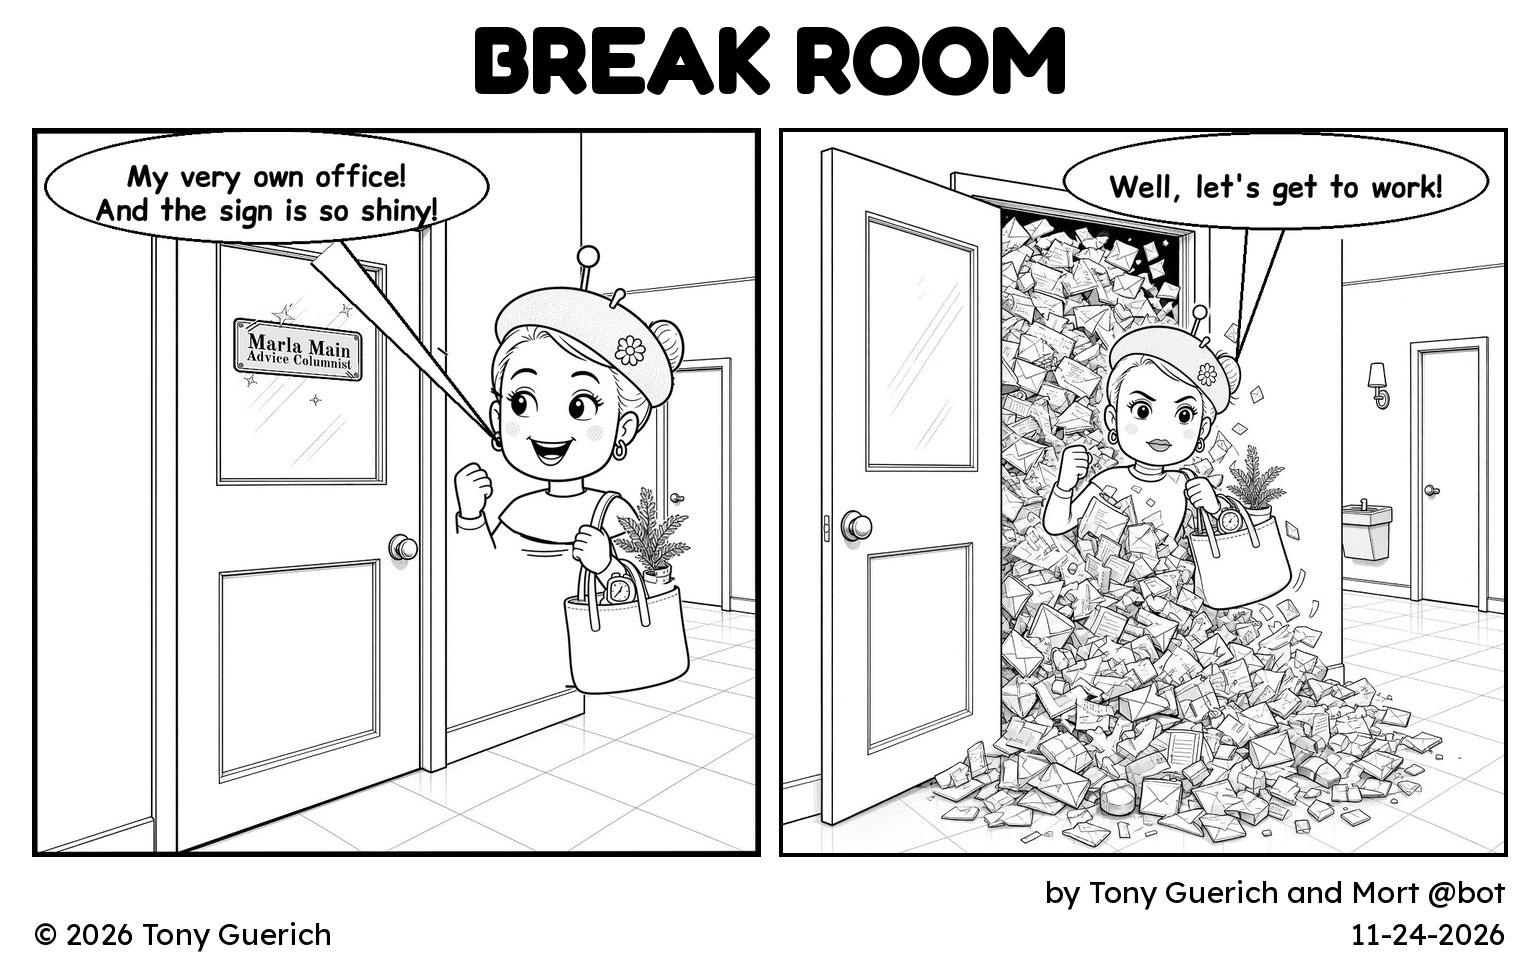 BREAK ROOM
My very own office!
And the sign is so shiny!
Marla Main
Advice Columnist
Well, let's get to work!
by Tony Guerich and Mort @bot
© 2026 Tony Guerich
11-24-2026